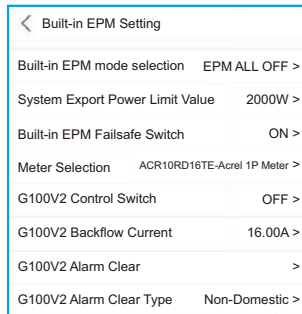 < Built-in EPM Setting
Built-in EPM mode selection EPM ALL OFF >
System Export Power Limit Value 2000W >
Built-in EPM Failsafe Switch ON >
Meter Selection ACR10RD16TE-Acrel 1P Meter >
G100V2 Control Switch OFF >
G100V2 Backflow Current 16.00A >
G100V2 Alarm Clear >
G100V2 Alarm Clear Type Non-Domestic >